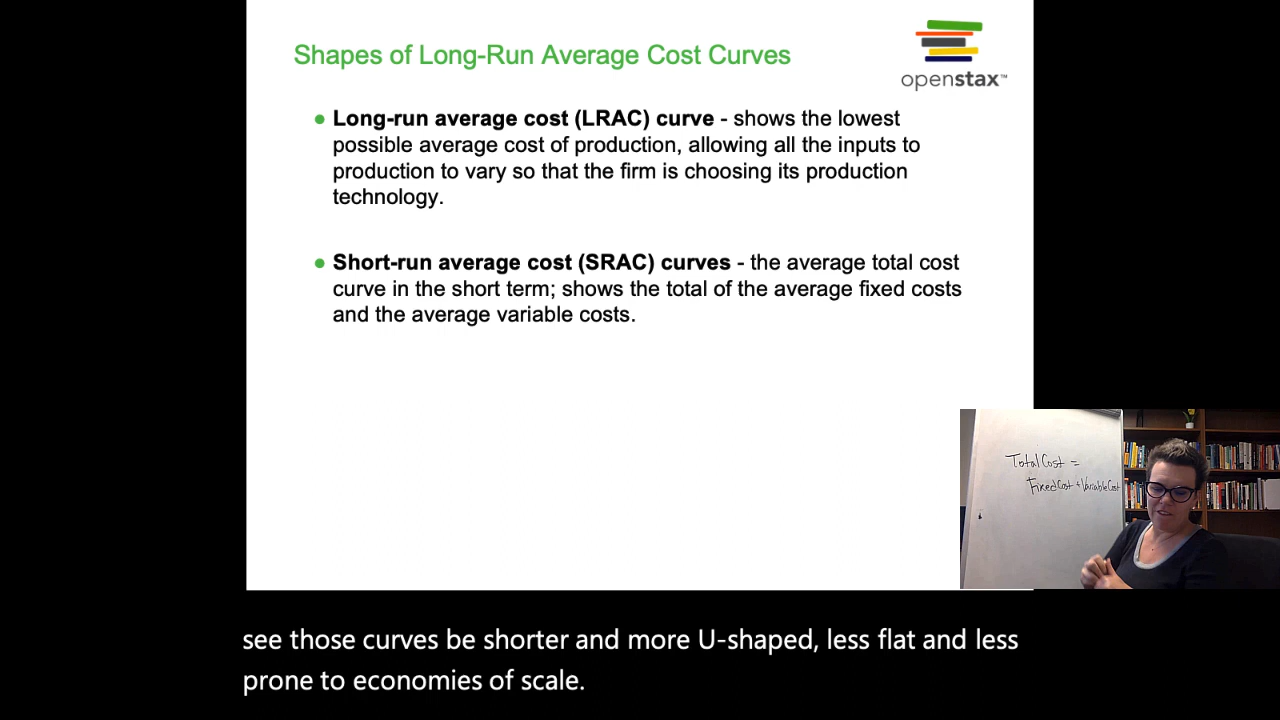 Shapes of Long-Run Average Cost Curves
openstax™
● Long-run average cost (LRAC) curve - shows the lowest
possible average cost of production, allowing all the inputs to
production to vary so that the firm is choosing its production
technology.
● Short-run average cost (SRAC) curves - the average total cost
curve in the short term; shows the total of the average fixed costs
and the average variable costs.
Total Cost =
Fixed Cost + Variable Cost
see those curves be shorter and more U-shaped, less flat and less
prone to economies of scale.